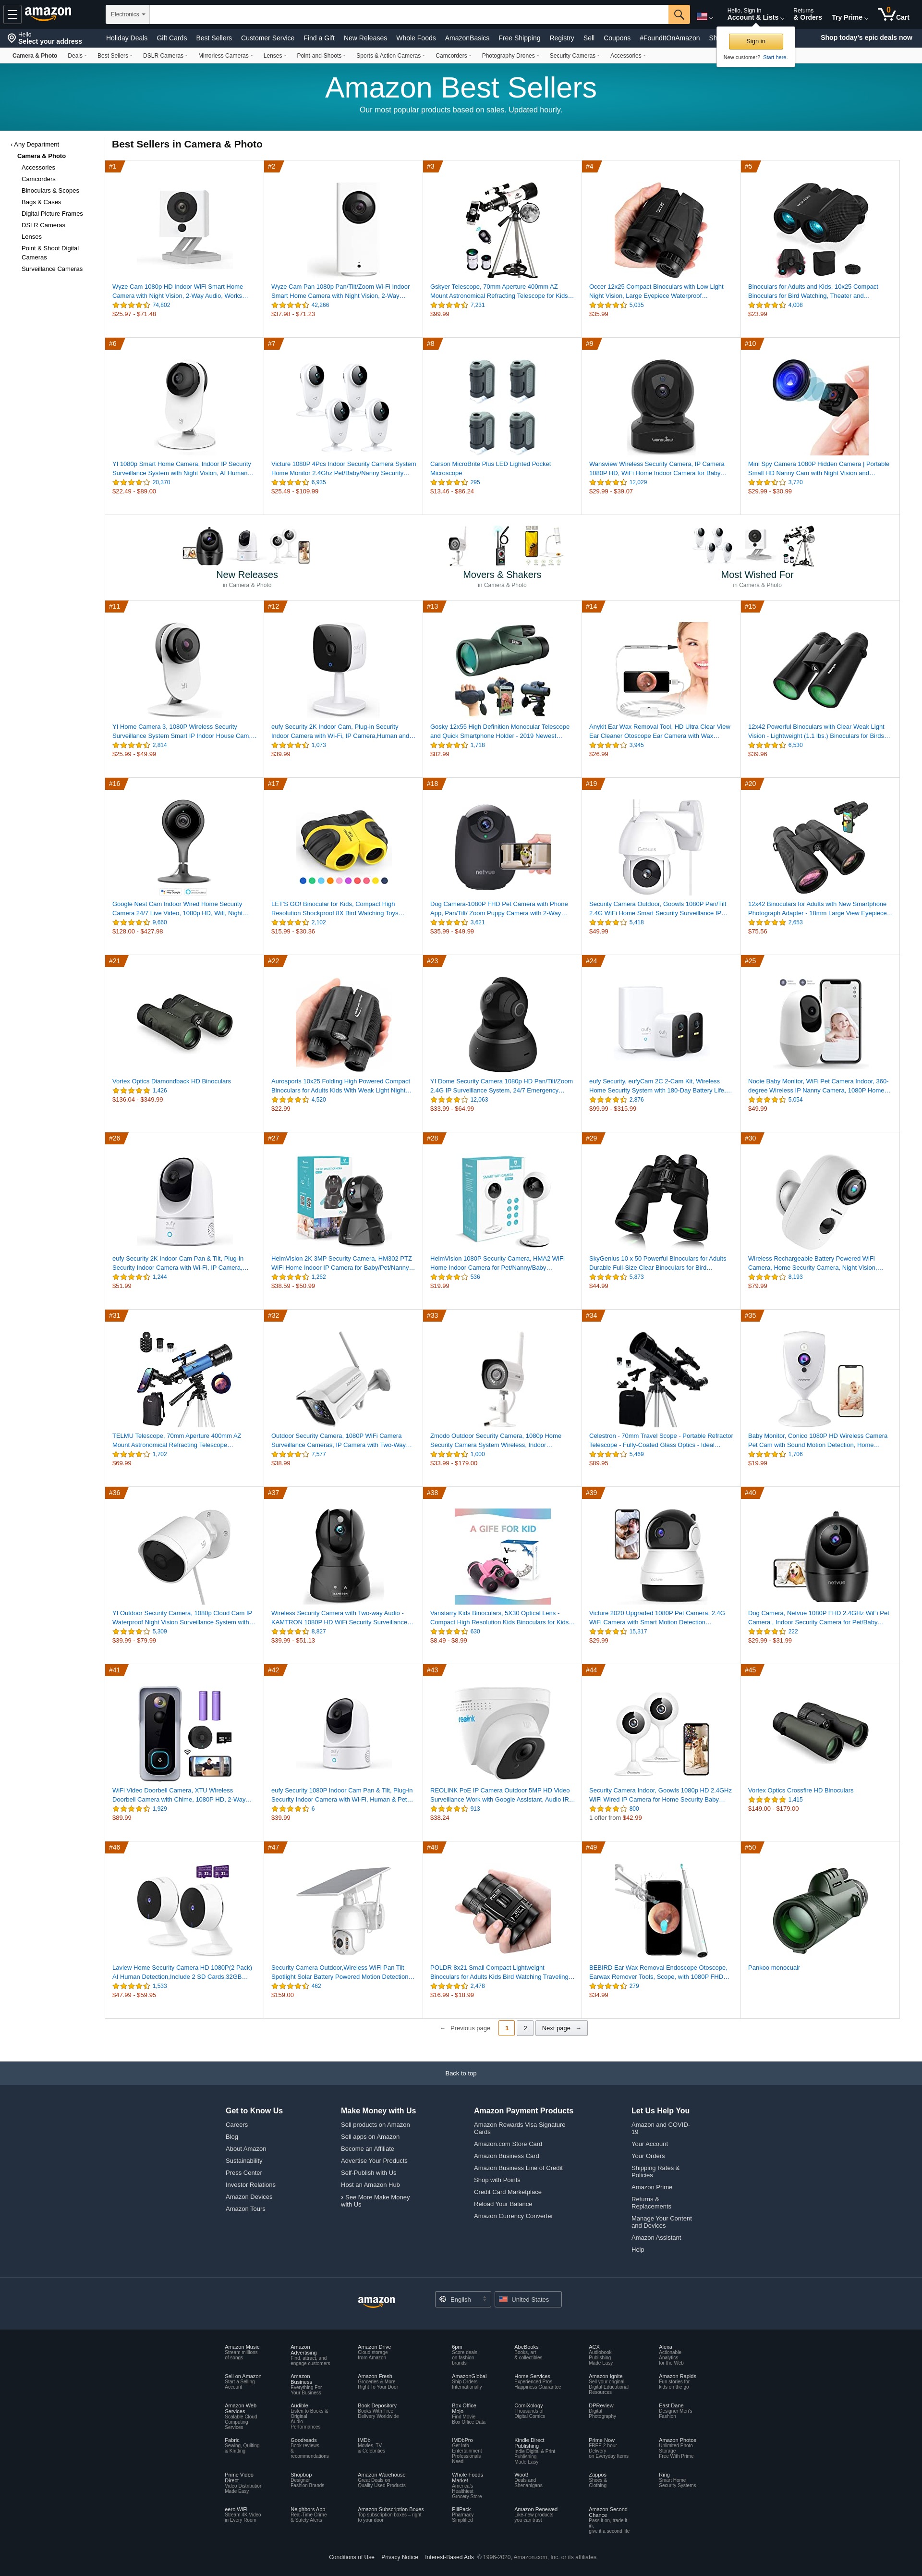 Hello
Select your address
amazon
Electronics
Hello, Sign in
Account & Lists
Returns
& Orders
Try Prime
0
Cart
Holiday Deals Gift Cards Best Sellers Customer Service Find a Gift New Releases Whole Foods AmazonBasics Free Shipping Registry Sell Coupons #FoundItOnAmazon
Shop today's epic deals now
Sign in
New customer? Start here.
Camera & Photo Deals Best Sellers DSLR Cameras Mirrorless Cameras Lenses Point-and-Shoots Sports & Action Cameras Camcorders Photography Drones Security Cameras Accessories
Amazon Best Sellers
Our most popular products based on sales. Updated hourly.
‹ Any Department
Camera & Photo
Accessories
Camcorders
Binoculars & Scopes
Bags & Cases
Digital Picture Frames
DSLR Cameras
Lenses
Point & Shoot Digital
Cameras
Surveillance Cameras
Best Sellers in Camera & Photo
#1
Wyze Cam 1080p HD Indoor WiFi Smart Home
Camera with Night Vision, 2-Way Audio, Works…
74,802
$25.97 - $71.48
#2
Wyze Cam Pan 1080p Pan/Tilt/Zoom Wi-Fi Indoor
Smart Home Camera with Night Vision, 2-Way…
42,266
$37.98 - $71.23
#3
Gskyer Telescope, 70mm Aperture 400mm AZ
Mount Astronomical Refracting Telescope for Kids…
7,231
$99.99
#4
Occer 12x25 Compact Binoculars with Low Light
Night Vision, Large Eyepiece Waterproof…
5,035
$35.99
#5
Binoculars for Adults and Kids, 10x25 Compact
Binoculars for Bird Watching, Theater and…
4,008
$23.99
#6
YI 1080p Smart Home Camera, Indoor IP Security
Surveillance System with Night Vision, AI Human…
20,370
$22.49 - $89.00
#7
Victure 1080P 4Pcs Indoor Security Camera System
Home Monitor 2.4Ghz Pet/Baby/Nanny Security…
6,935
$25.49 - $109.99
#8
Carson MicroBrite Plus LED Lighted Pocket
Microscope
295
$13.46 - $86.24
#9
Wansview Wireless Security Camera, IP Camera
1080P HD, WiFi Home Indoor Camera for Baby…
12,029
$29.99 - $39.07
#10
Mini Spy Camera 1080P Hidden Camera | Portable
Small HD Nanny Cam with Night Vision and…
3,720
$29.99 - $30.99
New Releases
in Camera & Photo
Movers & Shakers
in Camera & Photo
Most Wished For
in Camera & Photo
#11
YI Home Camera 3, 1080P Wireless Security
Surveillance System Smart IP Indoor House Cam,…
2,814
$25.99 - $49.99
#12
eufy Security 2K Indoor Cam, Plug-in Security
Indoor Camera with Wi-Fi, IP Camera,Human and…
1,073
$39.99
#13
Gosky 12x55 High Definition Monocular Telescope
and Quick Smartphone Holder - 2019 Newest…
1,718
$82.99
#14
Anykit Ear Wax Removal Tool, HD Ultra Clear View
Ear Cleaner Otoscope Ear Camera with Wax…
3,945
$26.99
#15
12x42 Powerful Binoculars with Clear Weak Light
Vision - Lightweight (1.1 lbs.) Binoculars for Birds…
6,530
$39.96
#16
Google Nest Cam Indoor Wired Home Security
Camera 24/7 Live Video, 1080p HD, Wifi, Night…
9,660
$128.00 - $427.98
#17
LET'S GO! Binocular for Kids, Compact High
Resolution Shockproof 8X Bird Watching Toys…
2,102
$15.99 - $30.36
#18
netvue
Dog Camera-1080P FHD Pet Camera with Phone
App, Pan/Tilt/ Zoom Puppy Camera with 2-Way…
3,621
$35.99 - $49.99
#19
Security Camera Outdoor, Goowls 1080P Pan/Tilt
2.4G WiFi Home Smart Security Surveillance IP…
5,418
$49.99
#20
12x42 Binoculars for Adults with New Smartphone
Photograph Adapter - 18mm Large View Eyepiece…
2,653
$75.56
#21
Vortex Optics Diamondback HD Binoculars
1,426
$136.04 - $349.99
#22
Aurosports 10x25 Folding High Powered Compact
Binoculars for Adults Kids With Weak Light Night…
4,520
$22.99
#23
YI Dome Security Camera 1080p HD Pan/Tilt/Zoom
2.4G IP Surveillance System, 24/7 Emergency…
12,063
$33.99 - $64.99
#24
eufy Security, eufyCam 2C 2-Cam Kit, Wireless
Home Security System with 180-Day Battery Life,…
2,876
$99.99 - $315.99
#25
Nooie Baby Monitor, WiFi Pet Camera Indoor, 360-
degree Wireless IP Nanny Camera, 1080P Home…
5,054
$49.99
#26
eufy Security 2K Indoor Cam Pan & Tilt, Plug-in
Security Indoor Camera with Wi-Fi, IP Camera,…
1,244
$51.99
#27
HeimVision 2K 3MP Security Camera, HM302 PTZ
WiFi Home Indoor IP Camera for Baby/Pet/Nanny…
1,262
$38.59 - $50.99
#28
HeimVision 1080P Security Camera, HMA2 WiFi
Home Indoor Camera for Pet/Nanny/Baby…
536
$19.99
#29
SkyGenius 10 x 50 Powerful Binoculars for Adults
Durable Full-Size Clear Binoculars for Bird…
5,873
$44.99
#30
Wireless Rechargeable Battery Powered WiFi
Camera, Home Security Camera, Night Vision,…
8,193
$79.99
#31
TELMU Telescope, 70mm Aperture 400mm AZ
Mount Astronomical Refracting Telescope…
1,702
$69.99
#32
Outdoor Security Camera, 1080P WiFi Camera
Surveillance Cameras, IP Camera with Two-Way…
7,577
$38.99
#33
Zmodo Outdoor Security Camera, 1080p Home
Security Camera System Wireless, Indoor…
1,000
$33.99 - $179.00
#34
Celestron - 70mm Travel Scope - Portable Refractor
Telescope - Fully-Coated Glass Optics - Ideal…
5,469
$89.95
#35
Baby Monitor, Conico 1080P HD Wireless Camera
Pet Cam with Sound Motion Detection, Home…
1,706
$19.99
#36
YI Outdoor Security Camera, 1080p Cloud Cam IP
Waterproof Night Vision Surveillance System with…
5,309
$39.99 - $79.99
#37
Wireless Security Camera with Two-way Audio -
KAMTRON 1080P HD WiFi Security Surveillance…
8,827
$39.99 - $51.13
#38
A GIFE FOR KID
Vanstarry Kids Binoculars, 5X30 Optical Lens -
Compact High Resolution Kids Binoculars for Kids…
630
$8.49 - $8.99
#39
Victure 2020 Upgraded 1080P Pet Camera, 2.4G
WiFi Camera with Smart Motion Detection…
15,317
$29.99
#40
netvue
Dog Camera, Netvue 1080P FHD 2.4GHz WiFi Pet
Camera , Indoor Security Camera for Pet/Baby…
222
$29.99 - $31.99
#41
WiFi Video Doorbell Camera, XTU Wireless
Doorbell Camera with Chime, 1080P HD, 2-Way…
1,929
$89.99
#42
eufy Security 1080P Indoor Cam Pan & Tilt, Plug-in
Security Indoor Camera with Wi-Fi, Human & Pet…
6
$39.99
#43
reolink
REOLINK PoE IP Camera Outdoor 5MP HD Video
Surveillance Work with Google Assistant, Audio IR…
913
$38.24
#44
Security Camera Indoor, Goowls 1080p HD 2.4GHz
WiFi Wired IP Camera for Home Security Baby…
800
1 offer from $42.99
#45
Vortex Optics Crossfire HD Binoculars
1,415
$149.00 - $179.00
#46
Laview Home Security Camera HD 1080P(2 Pack)
AI Human Detection,Include 2 SD Cards,32GB…
1,533
$47.99 - $59.95
#47
Security Camera Outdoor,Wireless WiFi Pan Tilt
Spotlight Solar Battery Powered Motion Detection…
462
$159.00
#48
POLDR 8x21 Small Compact Lightweight
Binoculars for Adults Kids Bird Watching Traveling…
2,478
$16.99 - $18.99
#49
BEBIRD Ear Wax Removal Endoscope Otoscope,
Earwax Remover Tools, Scope, with 1080P FHD…
279
$34.99
#50
Pankoo monocualr
← Previous page 1 2 Next page →
Back to top
Get to Know Us
Careers
Blog
About Amazon
Sustainability
Press Center
Investor Relations
Amazon Devices
Amazon Tours
Make Money with Us
Sell products on Amazon
Sell apps on Amazon
Become an Affiliate
Advertise Your Products
Self-Publish with Us
Host an Amazon Hub
› See More Make Money
with Us
Amazon Payment Products
Amazon Rewards Visa Signature
Cards
Amazon.com Store Card
Amazon Business Card
Amazon Business Line of Credit
Shop with Points
Credit Card Marketplace
Reload Your Balance
Amazon Currency Converter
Let Us Help You
Amazon and COVID-
19
Your Account
Your Orders
Shipping Rates &
Policies
Amazon Prime
Returns &
Replacements
Manage Your Content
and Devices
Amazon Assistant
Help
amazon
English
United States
Amazon Music
Stream millions
of songs
Amazon
Advertising
Find, attract, and
engage customers
Amazon Drive
Cloud storage
from Amazon
6pm
Score deals
on fashion
brands
AbeBooks
Books, art
& collectibles
ACX
Audiobook
Publishing
Made Easy
Alexa
Actionable
Analytics
for the Web
Sell on Amazon
Start a Selling
Account
Amazon
Business
Everything For
Your Business
Amazon Fresh
Groceries & More
Right To Your Door
AmazonGlobal
Ship Orders
Internationally
Home Services
Experienced Pros
Happiness Guarantee
Amazon Ignite
Sell your original
Digital Educational
Resources
Amazon Rapids
Fun stories for
kids on the go
Amazon Web
Services
Scalable Cloud
Computing
Services
Audible
Listen to Books &
Original
Audio
Performances
Book Depository
Books With Free
Delivery Worldwide
Box Office
Mojo
Find Movie
Box Office Data
ComiXology
Thousands of
Digital Comics
DPReview
Digital
Photography
East Dane
Designer Men's
Fashion
Fabric
Sewing, Quilting
& Knitting
Goodreads
Book reviews
&
recommendations
IMDb
Movies, TV
& Celebrities
IMDbPro
Get Info
Entertainment
Professionals
Need
Kindle Direct
Publishing
Indie Digital & Print
Publishing
Made Easy
Prime Now
FREE 2-hour
Delivery
on Everyday Items
Amazon Photos
Unlimited Photo
Storage
Free With Prime
Prime Video
Direct
Video Distribution
Made Easy
Shopbop
Designer
Fashion Brands
Amazon Warehouse
Great Deals on
Quality Used Products
Whole Foods
Market
America's
Healthiest
Grocery Store
Woot!
Deals and
Shenanigans
Zappos
Shoes &
Clothing
Ring
Smart Home
Security Systems
eero WiFi
Stream 4K Video
in Every Room
Neighbors App
Real-Time Crime
& Safety Alerts
Amazon Subscription Boxes
Top subscription boxes – right
to your door
PillPack
Pharmacy
Simplified
Amazon Renewed
Like-new products
you can trust
Amazon Second
Chance
Pass it on, trade it
in,
give it a second life
Conditions of Use Privacy Notice Interest-Based Ads © 1996-2020, Amazon.com, Inc. or its affiliates